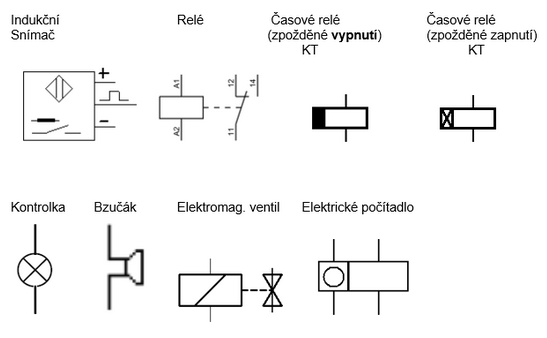 Indukční
Snímač
Relé
Časové relé
(zpožděné vypnutí)
KT
Časové relé
(zpožděné zapnutí)
KT
+
−
A1
A2
12
14
11
Kontrolka
Bzučák
Elektromag. ventil
Elektrické počítadlo